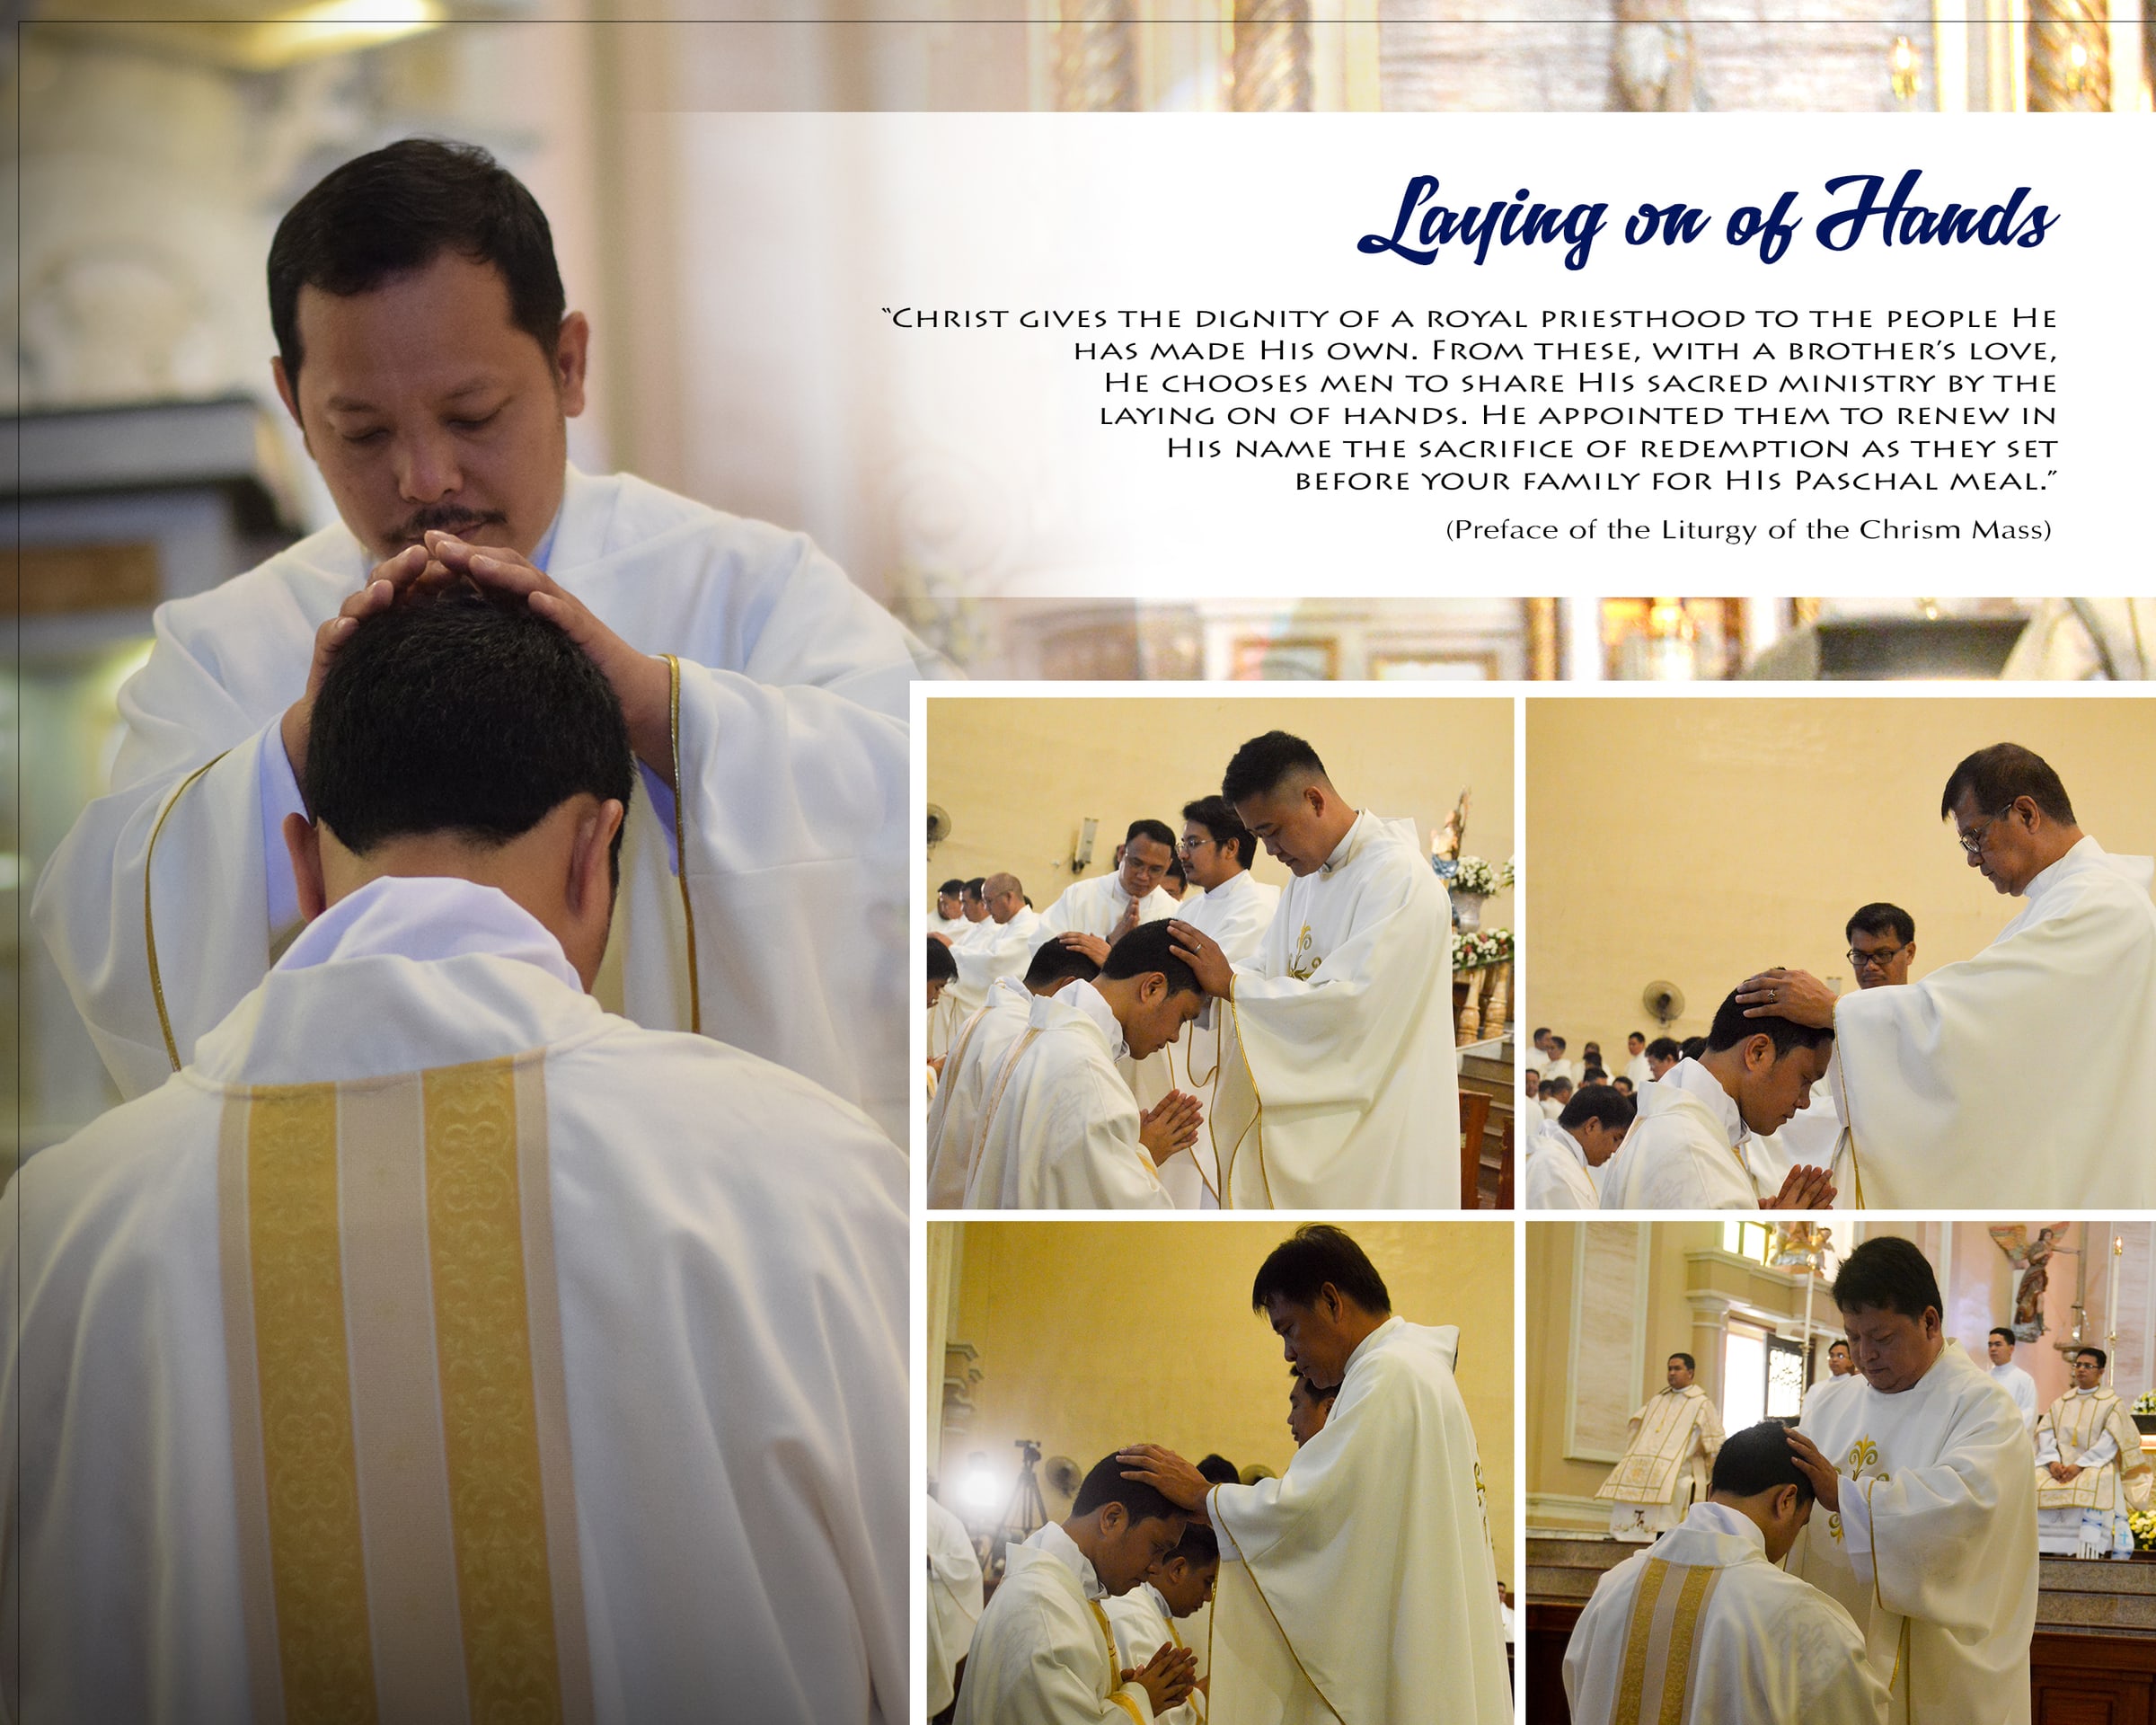 Laying on of Hands
“CHRIST GIVES THE DIGNITY OF A ROYAL PRIESTHOOD TO THE PEOPLE HE
HAS MADE HIS OWN. FROM THESE, WITH A BROTHER’S LOVE,
HE CHOOSES MEN TO SHARE HIS SACRED MINISTRY BY THE
LAYING ON OF HANDS. HE APPOINTED THEM TO RENEW IN
HIS NAME THE SACRIFICE OF REDEMPTION AS THEY SET
BEFORE YOUR FAMILY FOR HIS PASCHAL MEAL.”
(Preface of the Liturgy of the Chrism Mass)